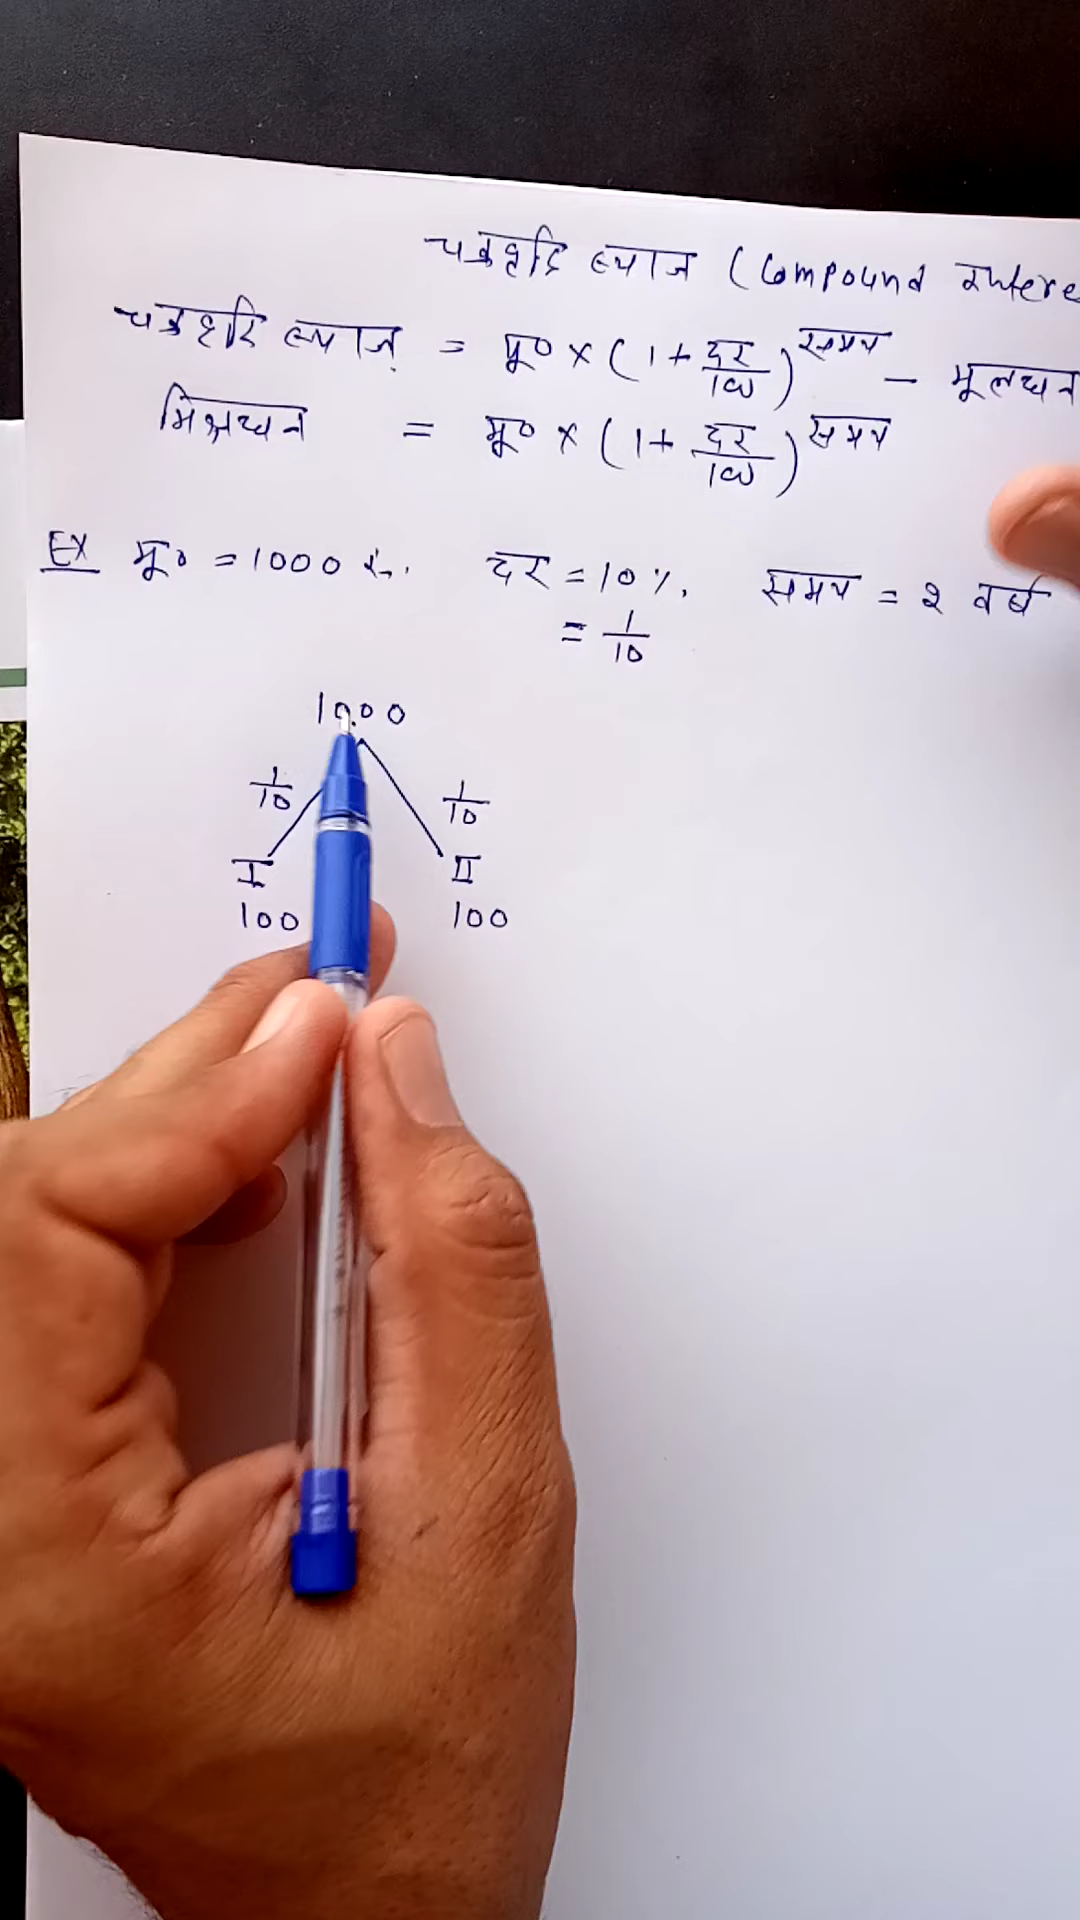 चक्रवृद्धि ब्याज (Compound Intere
चक्रवृद्धि ब्याज = मू० × (1 + दर/100)^समय - मूलधन
मिश्रधन = मू० × (1 + दर/100)^समय
Ex मू० = 1000 रु. दर = 10%. समय = २ वर्ष
= 1/10
1000
1/10 1/10
I II
100 100